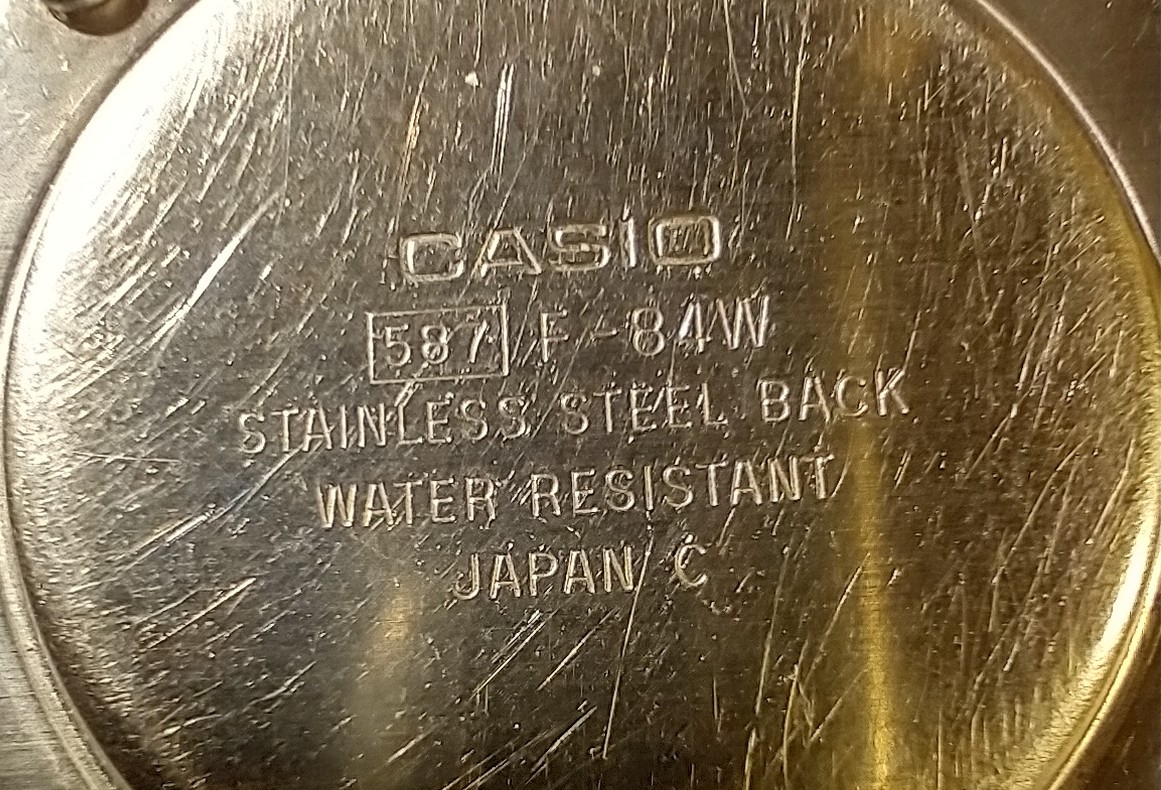 CASIO
587 F-84W
STAINLESS STEEL BACK
WATER RESISTANT
JAPAN C